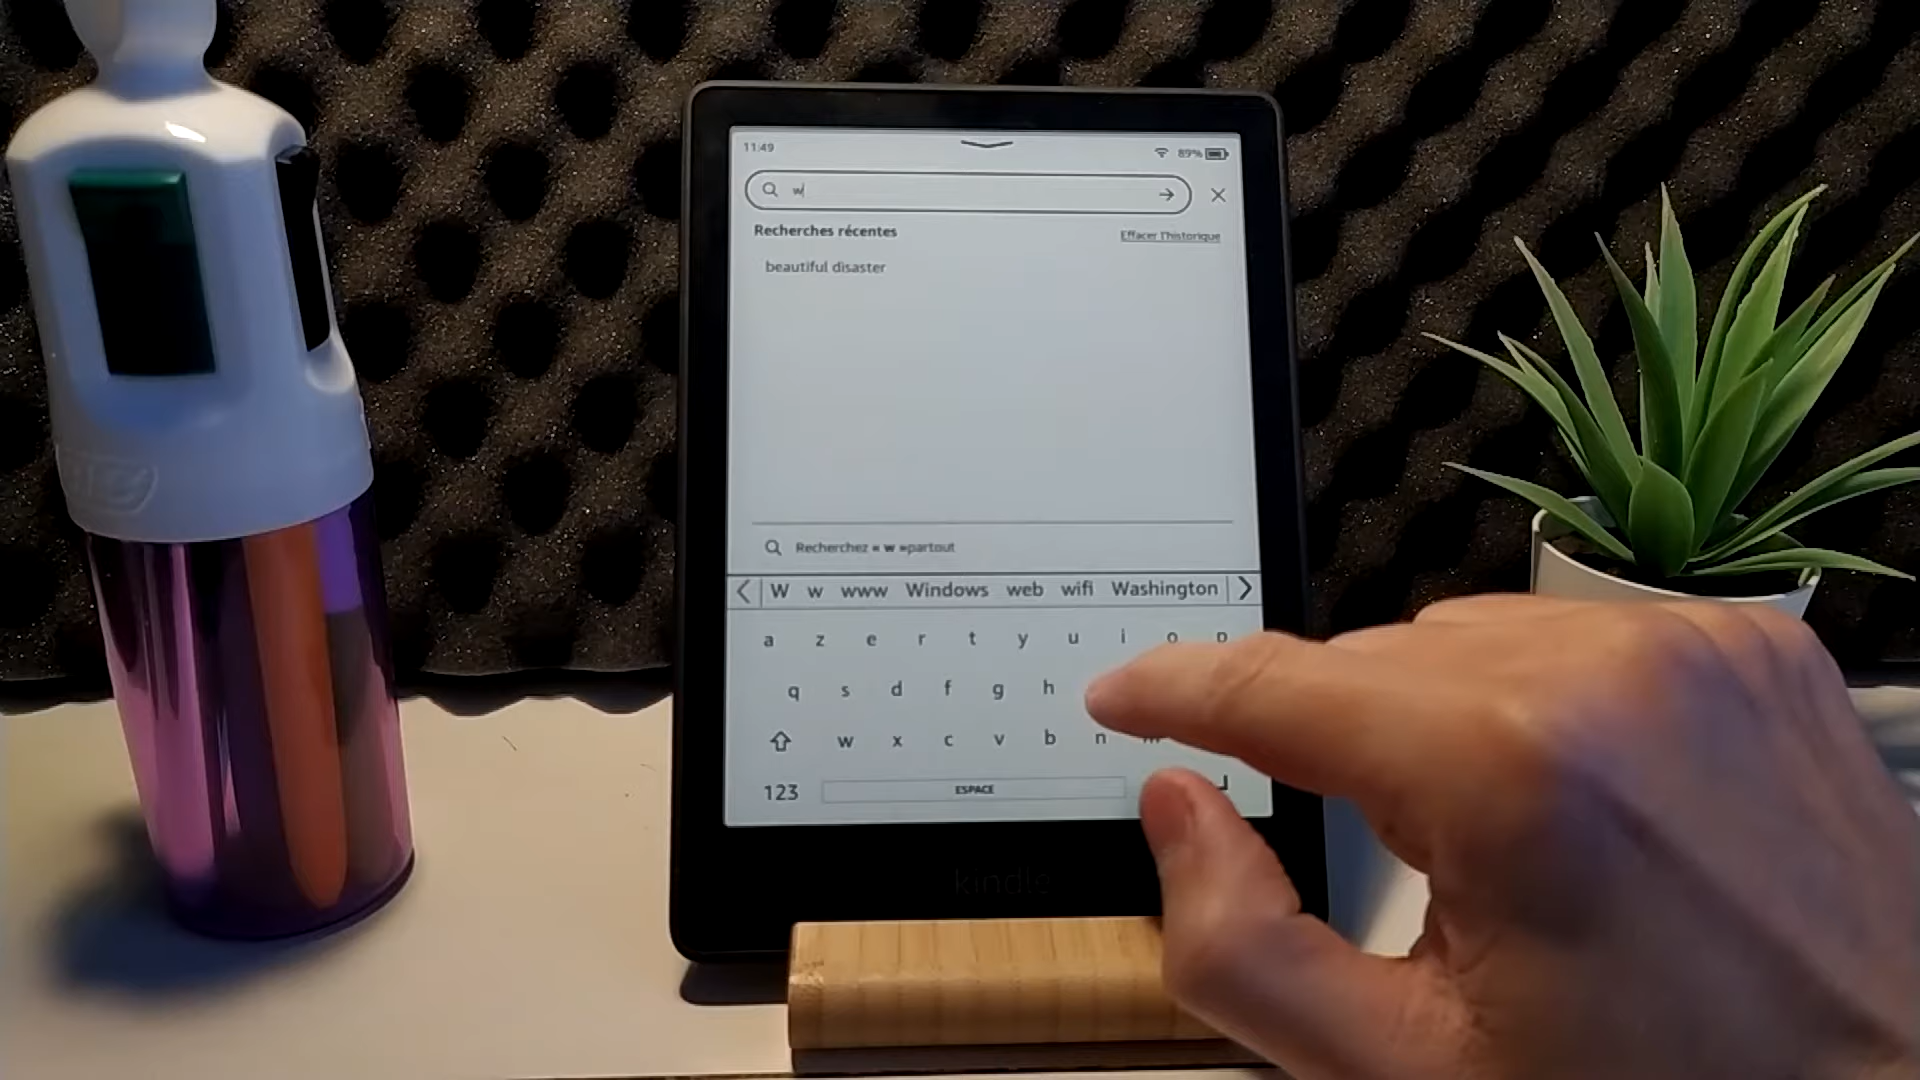 11:49
89%
w
Recherches récentes
Effacer l'historique
beautiful disaster
Recherchez « w »partout
W w www Windows web wifi Washington
a z e r t y u i o p
q s d f g h
w x c v b n m
123 ESPACE
kindle
BIC